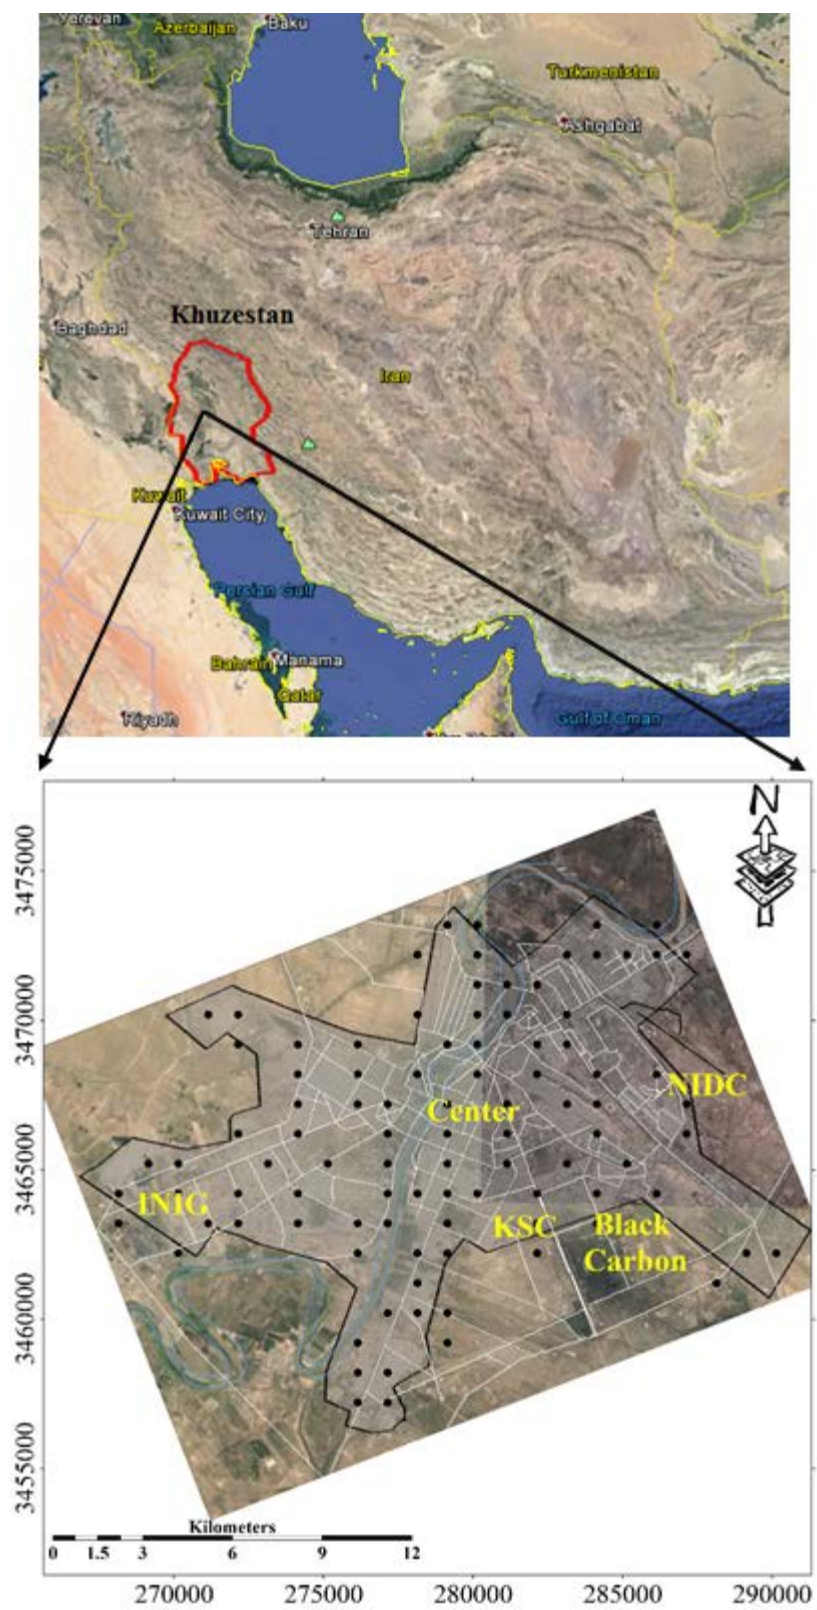 Yerevan
Azerbaijan
Baku
Turkmenistan
Ashgabat
Tehran
Khuzestan
Baghdad
Iran
Kuwait
Kuwait City,
Persian Gulf
Bahrain
Manama
Qatar
Riyadh
Gulf of Oman
N
3475000
3470000
3465000
3460000
3455000
NIDC
Center
INIG
KSC
Black
Carbon
Kilometers
0 1.5 3 6 9 12
270000 275000 280000 285000 290000